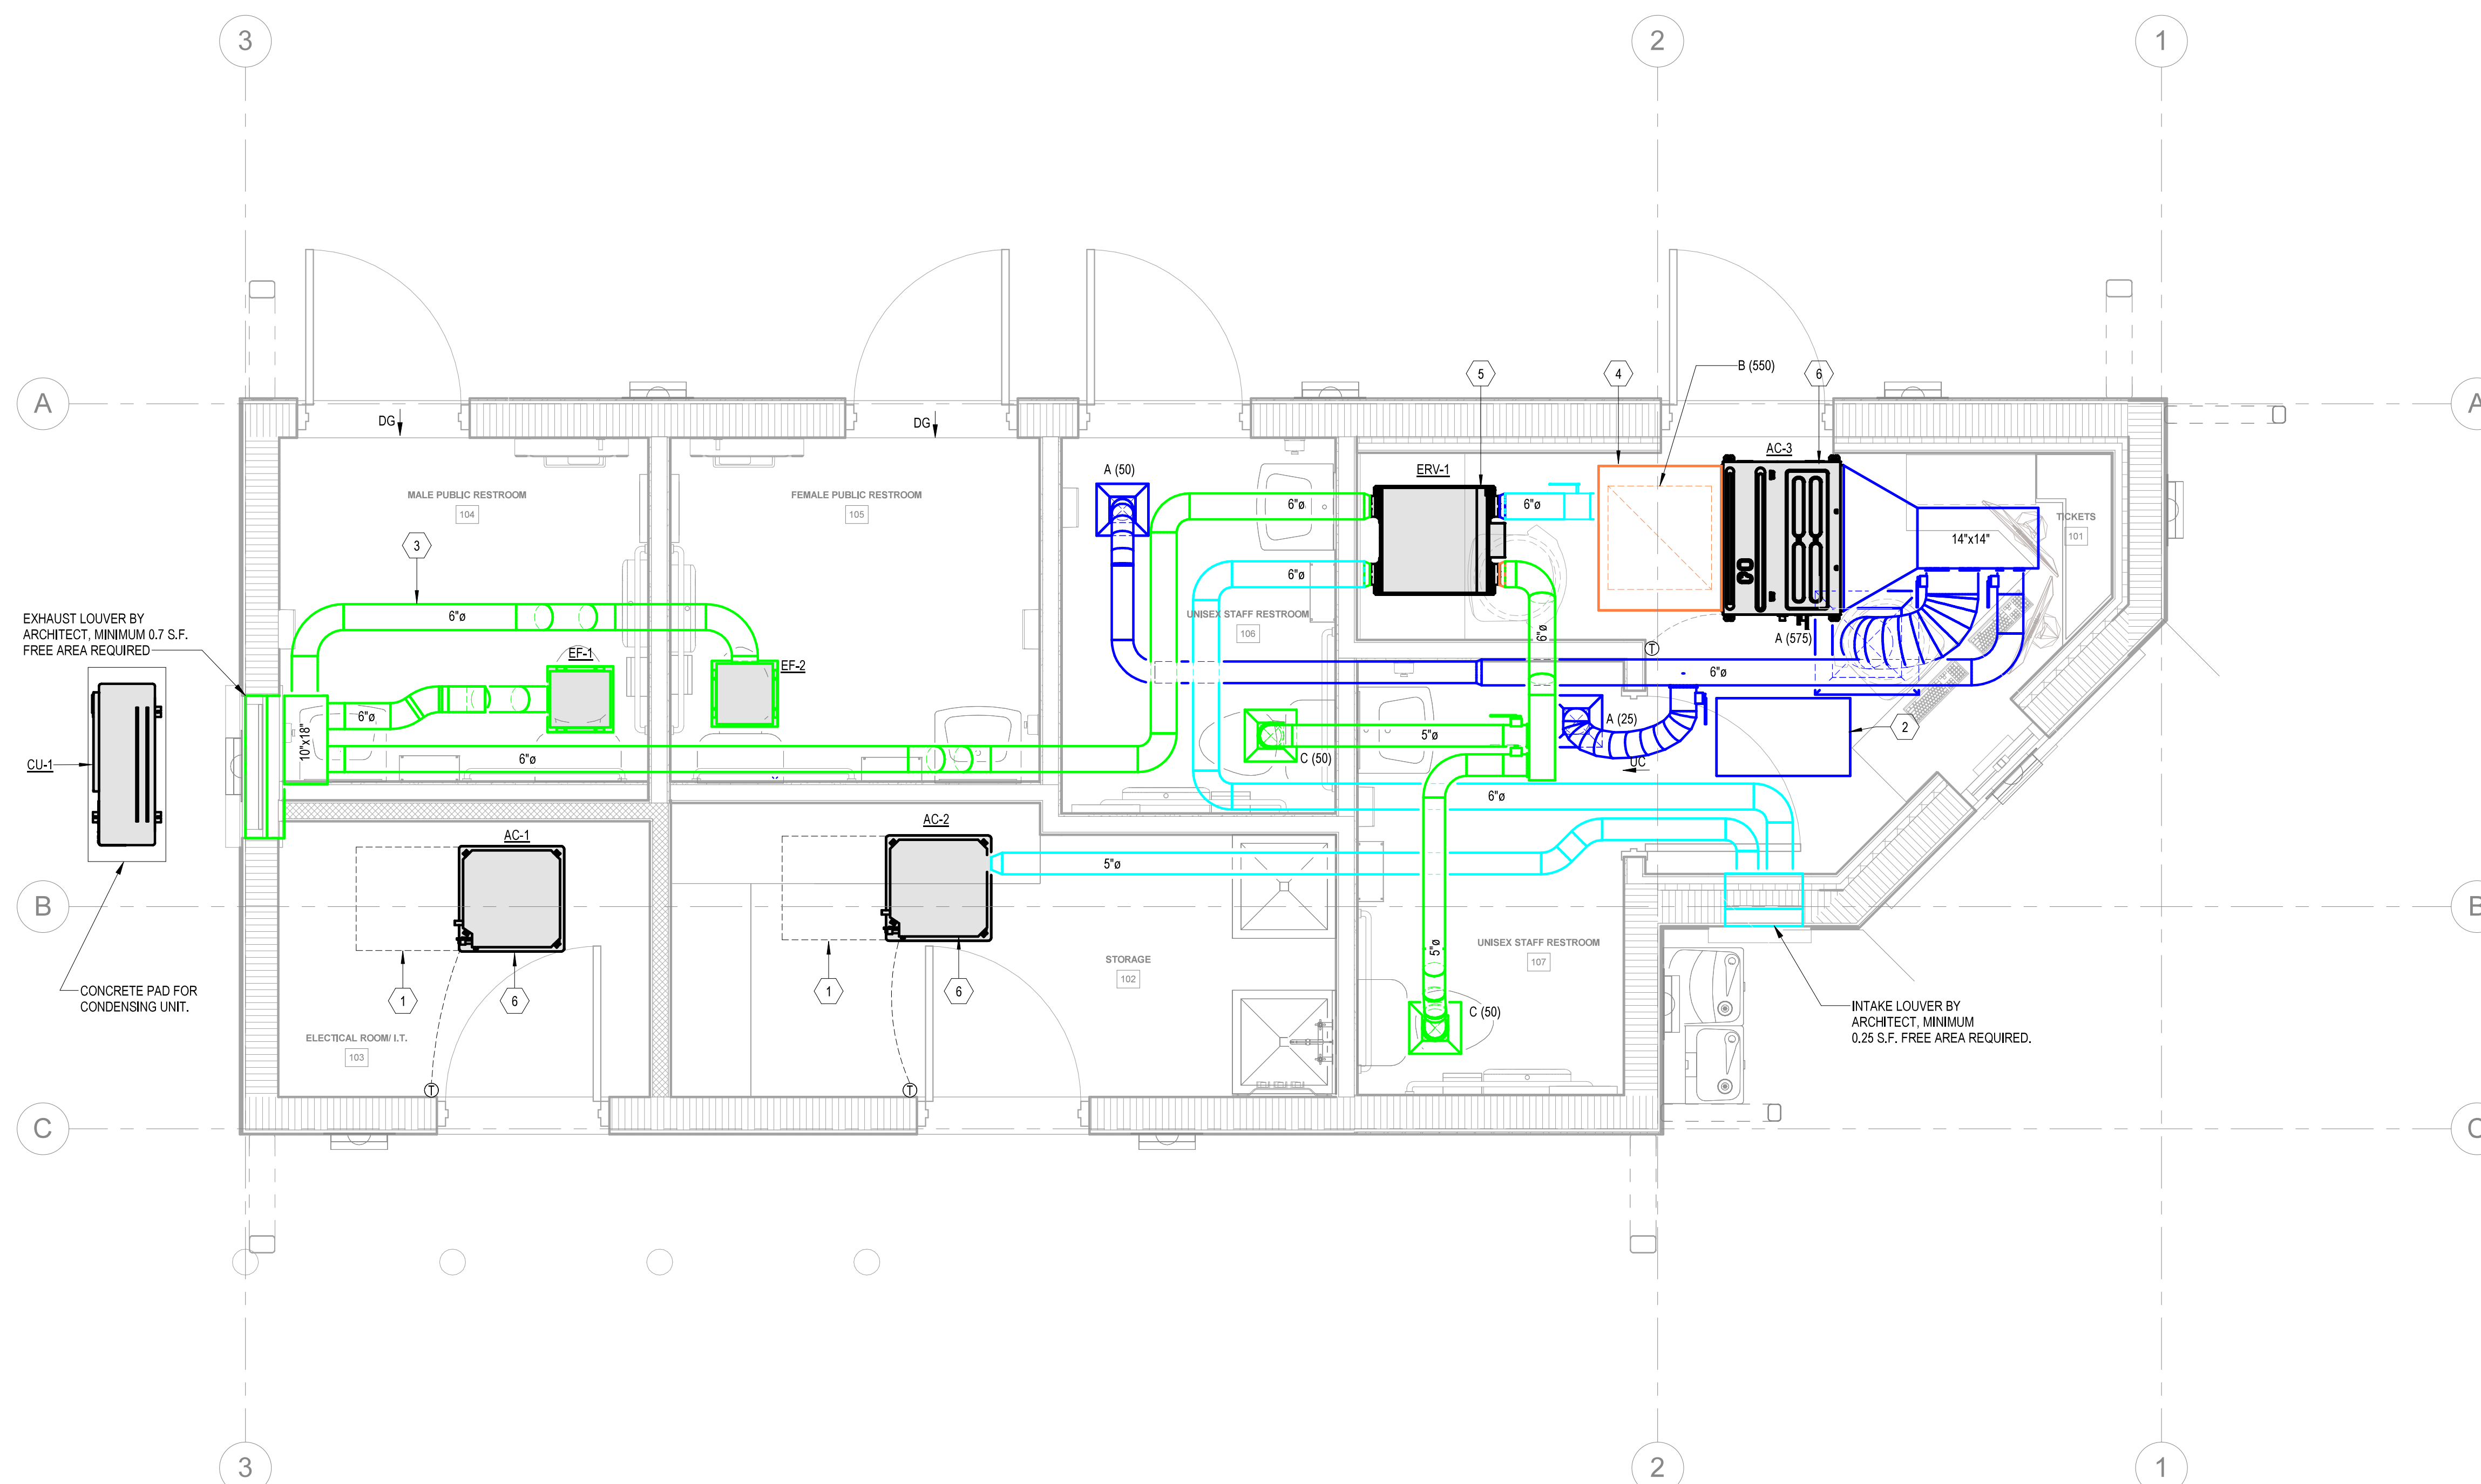 3
2
1
A
A
5
4
B (550)
6
DG
DG
AC-3
A (50)
ERV-1
MALE PUBLIC RESTROOM
104
FEMALE PUBLIC RESTROOM
105
6"ø
6"ø
TICKETS
101
14"x14"
3
6"ø
6"ø
UNISEX STAFF RESTROOM
106
6"ø
A (575)
EXHAUST LOUVER BY
ARCHITECT, MINIMUM 0.7 S.F.
FREE AREA REQUIRED
EF-1
EF-2
T
6"ø
6"ø
10"x18"
A (25)
2
5"ø
C (50)
6"ø
UC
CU-1
6"ø
AC-1
AC-2
5"ø
B
B
5"ø
UNISEX STAFF RESTROOM
107
STORAGE
102
CONCRETE PAD FOR
CONDENSING UNIT.
1
6
1
6
C (50)
INTAKE LOUVER BY
ARCHITECT, MINIMUM
0.25 S.F. FREE AREA REQUIRED.
ELECTICAL ROOM/ I.T.
103
T
T
C
C
3
2
1